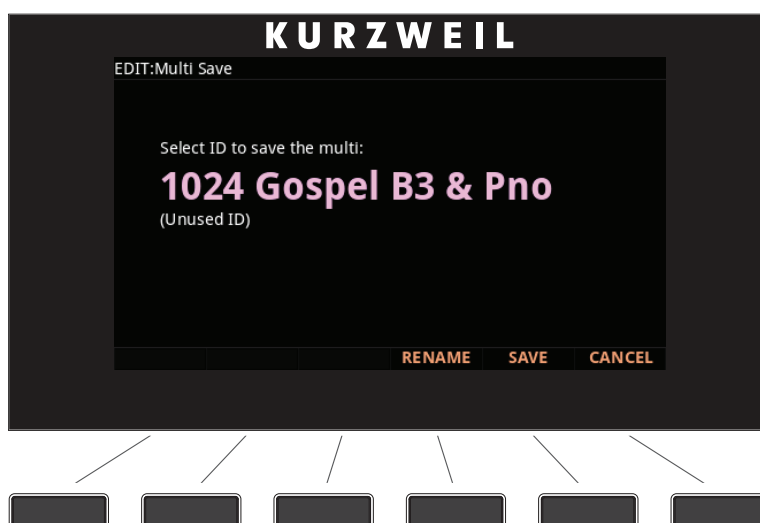 KURZWEIL
EDIT:Multi Save
Select ID to save the multi:
1024 Gospel B3 & Pno
(Unused ID)
RENAME SAVE CANCEL